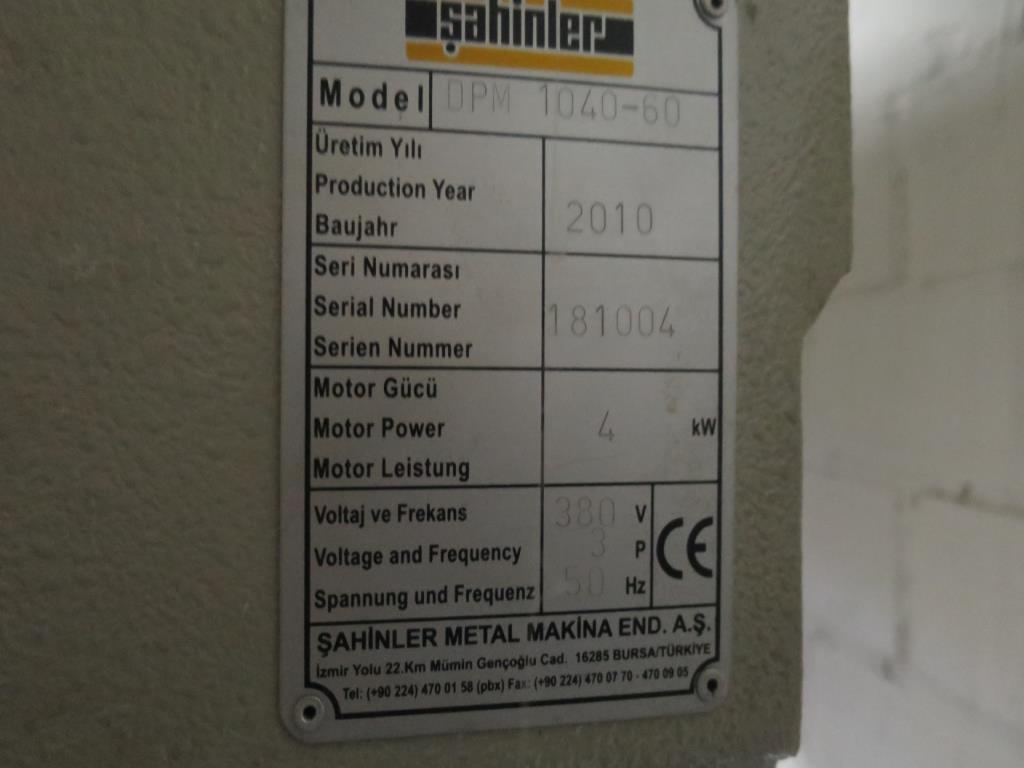 şahinler
Model DPM 1040-60
Üretim Yılı
Production Year
Baujahr
2010
Seri Numarası
Serial Number
Serien Nummer
181004
Motor Gücü
Motor Power
Motor Leistung
4 kW
Voltaj ve Frekans 380 V
Voltage and Frequency 3 P
Spannung und Frequenz 50 Hz
CE
ŞAHİNLER METAL MAKİNA END. A.Ş.
İzmir Yolu 22.Km Mümin Gençoğlu Cad. 16285 BURSA/TÜRKİYE
Tel: (+90 224) 470 01 58 (pbx) Fax: (+90 224) 470 07 70 - 470 09 05